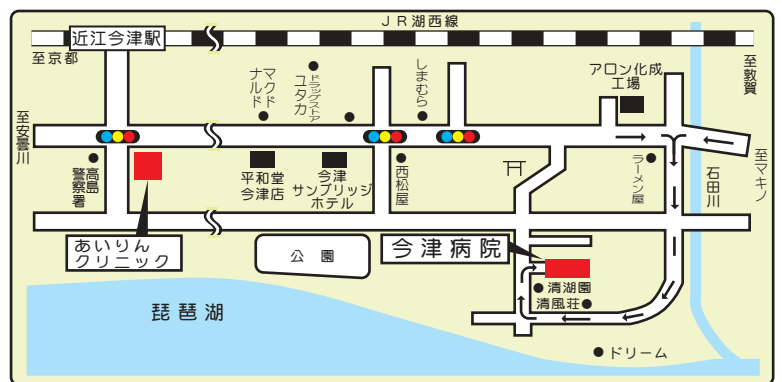 JR湖西線
近江今津駅
至京都
至敦賀
マクド
ナルド
ドラッグストア
ユタカ
しまむら
アロン化成
工場
至安曇川
至マキノ
高島
警察署
平和堂
今津店
今津
サンブリッジ
ホテル
西松屋
ラーメン屋
石田川
あいりん
クリニック
公園
今津病院
清湖園
清風荘
琵琶湖
ドリーム